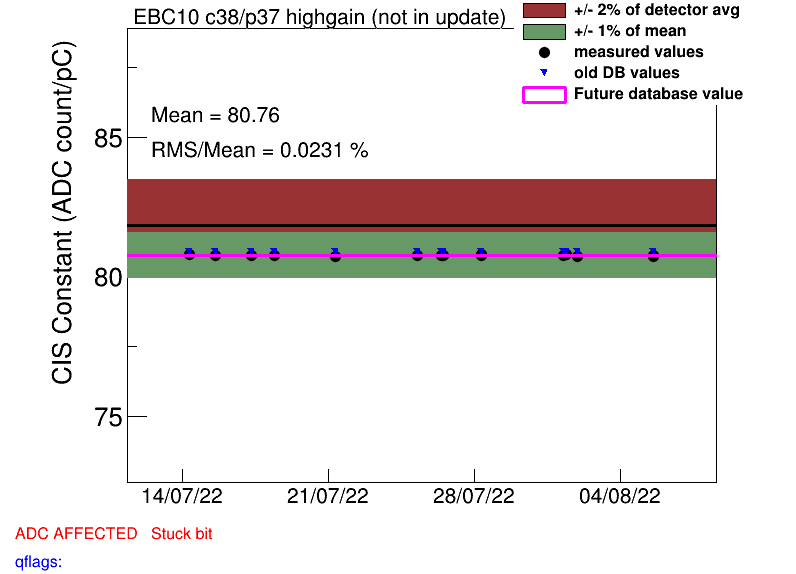 EBC10 c38/p37 highgain (not in update)
+/- 2% of detector avg
+/- 1% of mean
measured values
old DB values
Future database value
CIS Constant (ADC count/pC)
Mean = 80.76
RMS/Mean = 0.0231 %
85
80
75
14/07/22 21/07/22 28/07/22 04/08/22
ADC AFFECTED Stuck bit
qflags: